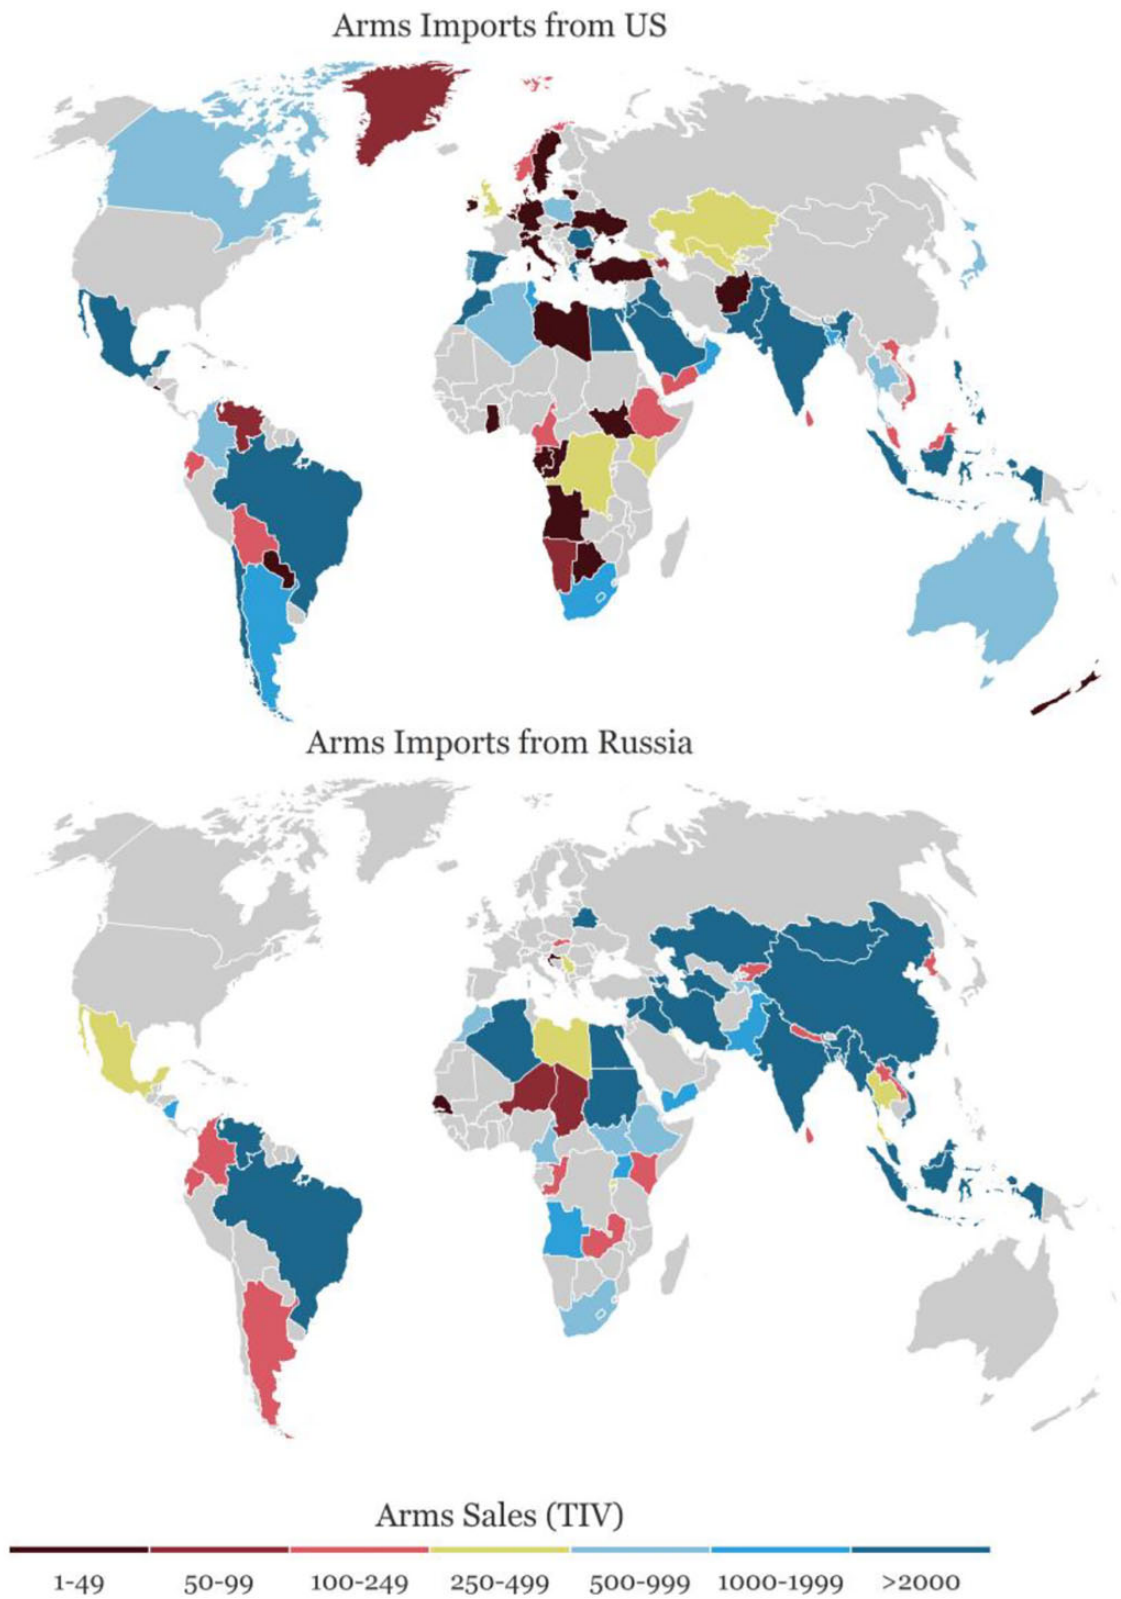 Arms Imports from US
Arms Imports from Russia
Arms Sales (TIV)
1-49 50-99 100-249 250-499 500-999 1000-1999 >2000